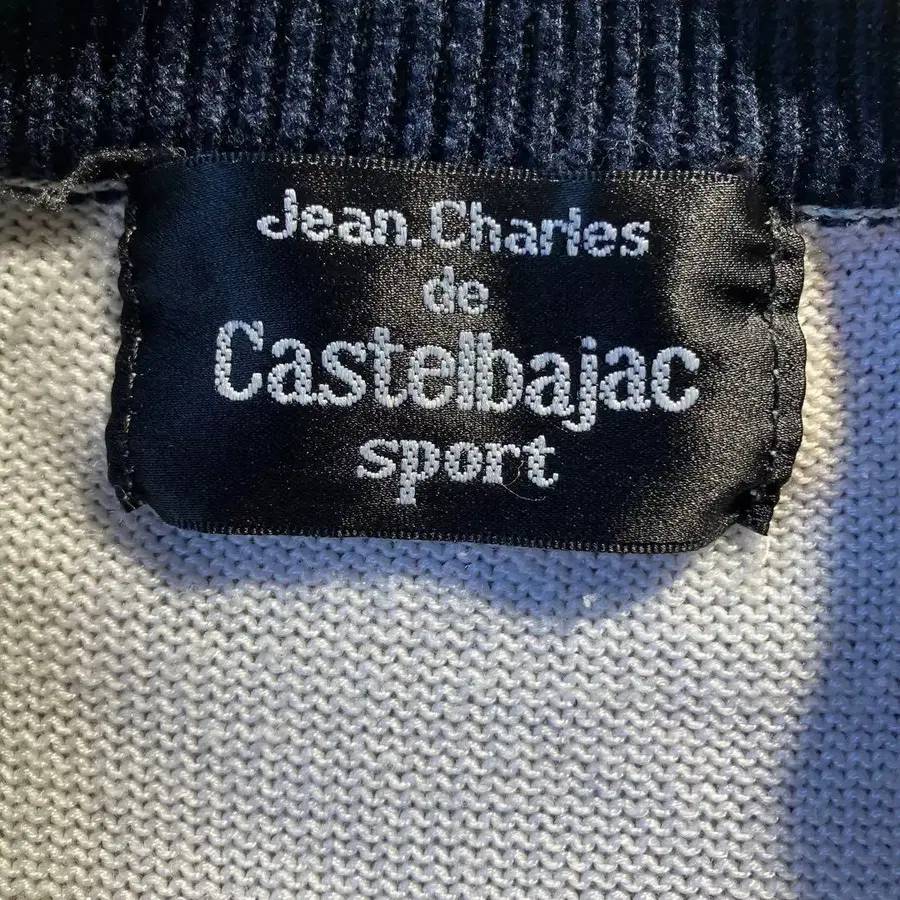 Jean.Charles
de
Castelbajac
sport